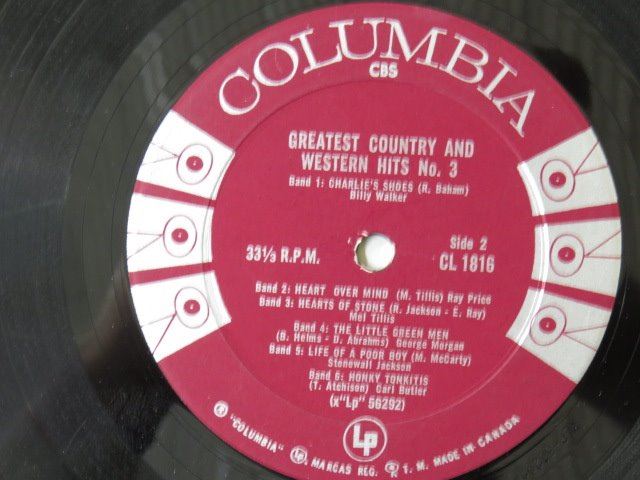 COLUMBIA
CBS
GREATEST COUNTRY AND
WESTERN HITS No. 3
Band 1: CHARLIE'S SHOES (R. Baham)
Billy Walker
33⅓ R.P.M.
Side 2
CL 1816
Band 2: HEART OVER MIND (M. Tillis) Ray Price
Band 3: HEARTS OF STONE (R. Jackson - E. Ray)
Mel Tillis
Band 4: THE LITTLE GREEN MEN
(B. Helms - D. Abrahms) George Morgan
Band 5: LIFE OF A POOR BOY (M. McCarty)
Stonewall Jackson
Band 6: HONKY TONKITIS
(T. Atchison) Carl Butler
(x"Lp" 56292)
Lp
"COLUMBIA" Lp MARCAS REG. T. M. MADE IN CANADA